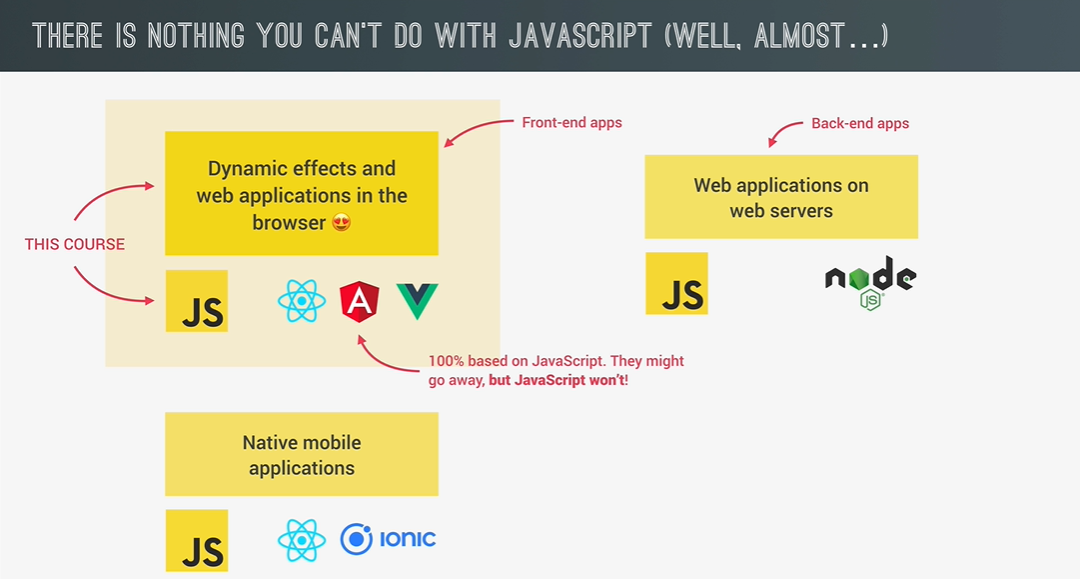 THERE IS NOTHING YOU CAN'T DO WITH JAVASCRIPT (WELL, ALMOST...)
Front-end apps
Back-end apps
Dynamic effects and
web applications in the
browser 😍
Web applications on
web servers
THIS COURSE
JS
A
JS
node
JS
100% based on JavaScript. They might
go away, but JavaScript won't!
Native mobile
applications
JS
IONIC